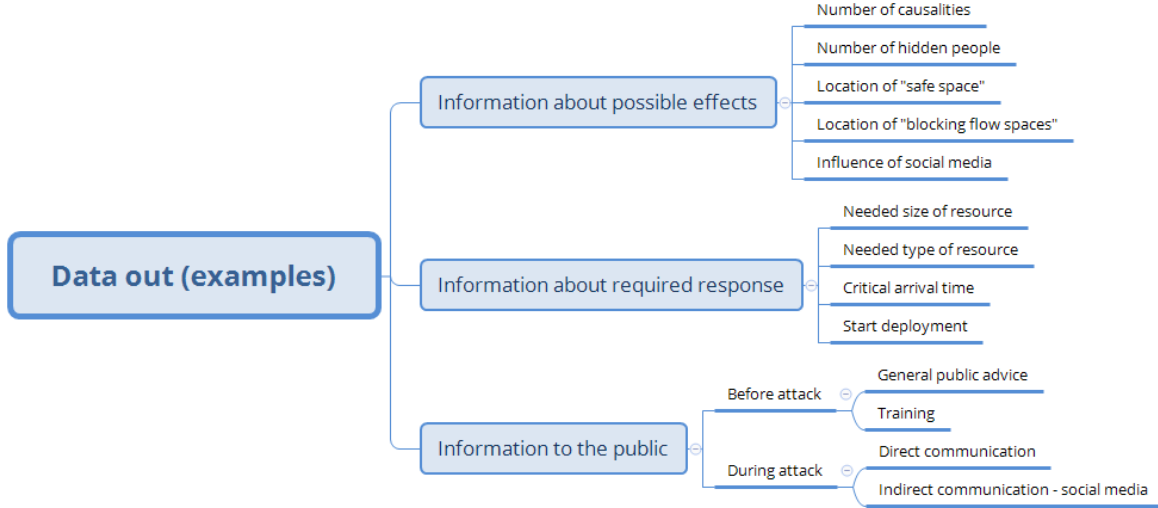 Data out (examples)
Information about possible effects
Number of causalities
Number of hidden people
Location of "safe space"
Location of "blocking flow spaces"
Influence of social media
Information about required response
Needed size of resource
Needed type of resource
Critical arrival time
Start deployment
Information to the public
Before attack
General public advice
Training
During attack
Direct communication
Indirect communication - social media